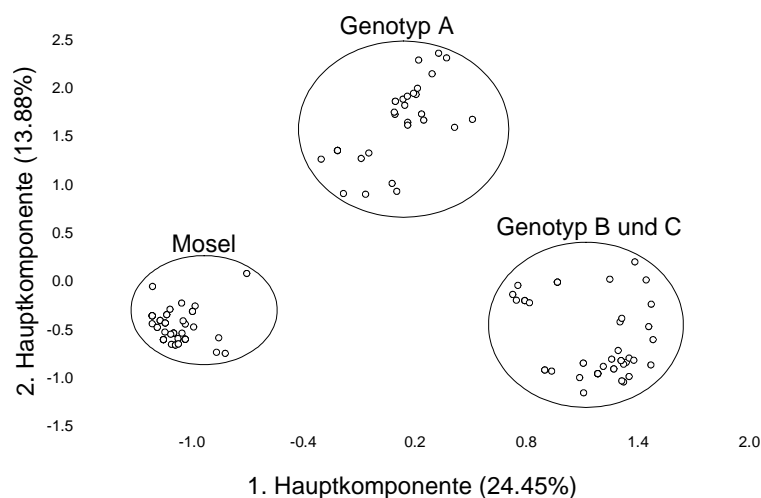 Genotyp A
2.5
2.0
1.5
1.0
0.5
0.0
-0.5
-1.0
-1.5
2. Hauptkomponente (13.88%)
Mosel
Genotyp B und C
-1.0 -0.4 0.2 0.8 1.4 2.0
1. Hauptkomponente (24.45%)